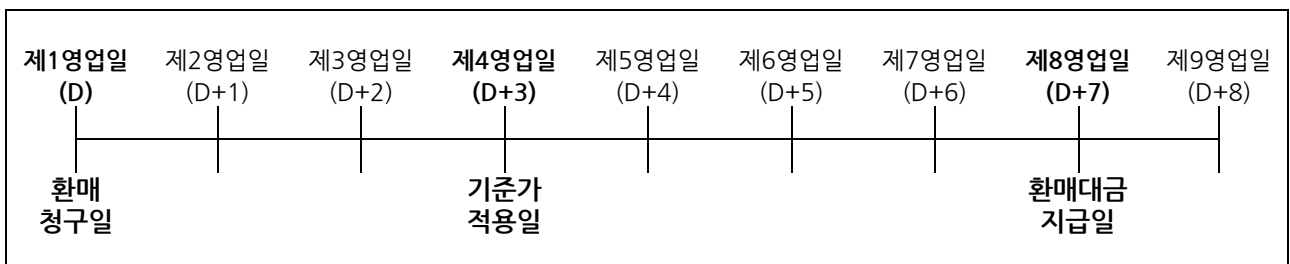 제1영업일 제2영업일 제3영업일 제4영업일 제5영업일 제6영업일 제7영업일 제8영업일 제9영업일
(D) (D+1) (D+2) (D+3) (D+4) (D+5) (D+6) (D+7) (D+8)
환매 기준가 환매대금
청구일 적용일 지급일